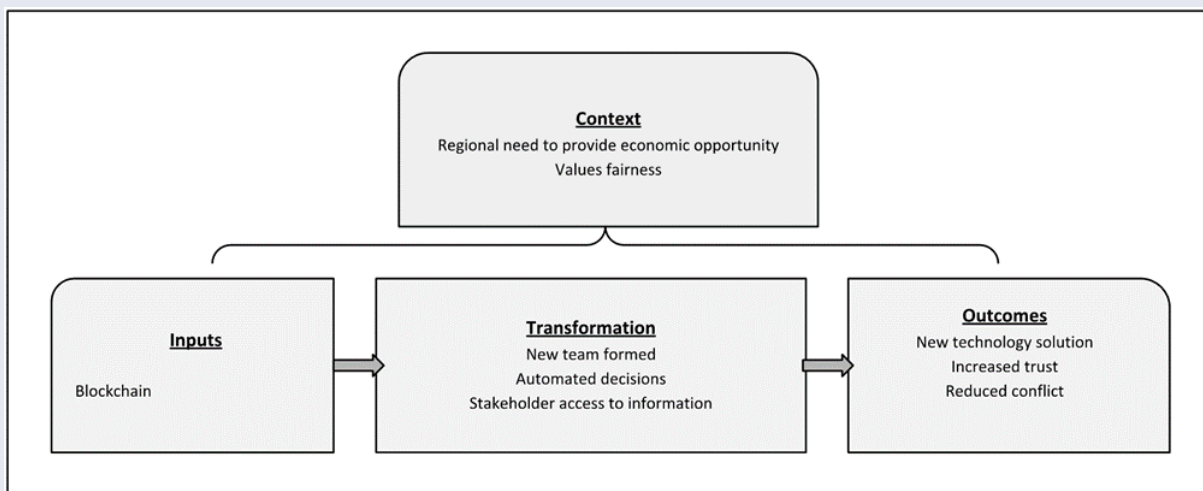 Context
Regional need to provide economic opportunity
Values fairness
Inputs
Blockchain
Transformation
New team formed
Automated decisions
Stakeholder access to information
Outcomes
New technology solution
Increased trust
Reduced conflict